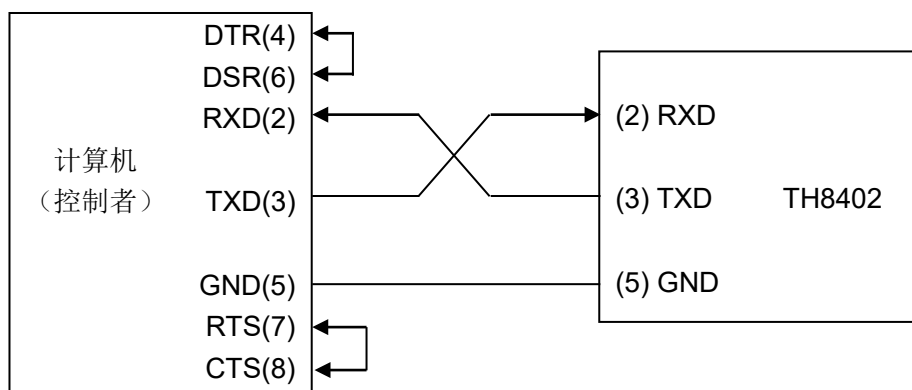 DTR(4)
DSR(6)
RXD(2)
计算机
（控制者）
TXD(3)
GND(5)
RTS(7)
CTS(8)
(2) RXD
(3) TXD
TH8402
(5) GND